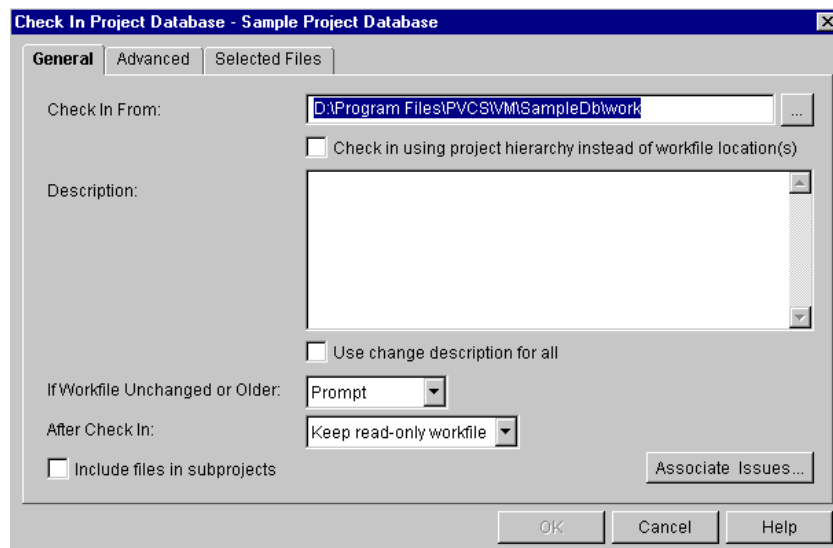 Check In Project Database - Sample Project Database
General Advanced Selected Files
Check In From: D:\Program Files\PVCS\VM\SampleDb\work ...
Check in using project hierarchy instead of workfile location(s)
Description:
Use change description for all
If Workfile Unchanged or Older: Prompt
After Check In: Keep read-only workfile
Include files in subprojects Associate Issues...
OK Cancel Help